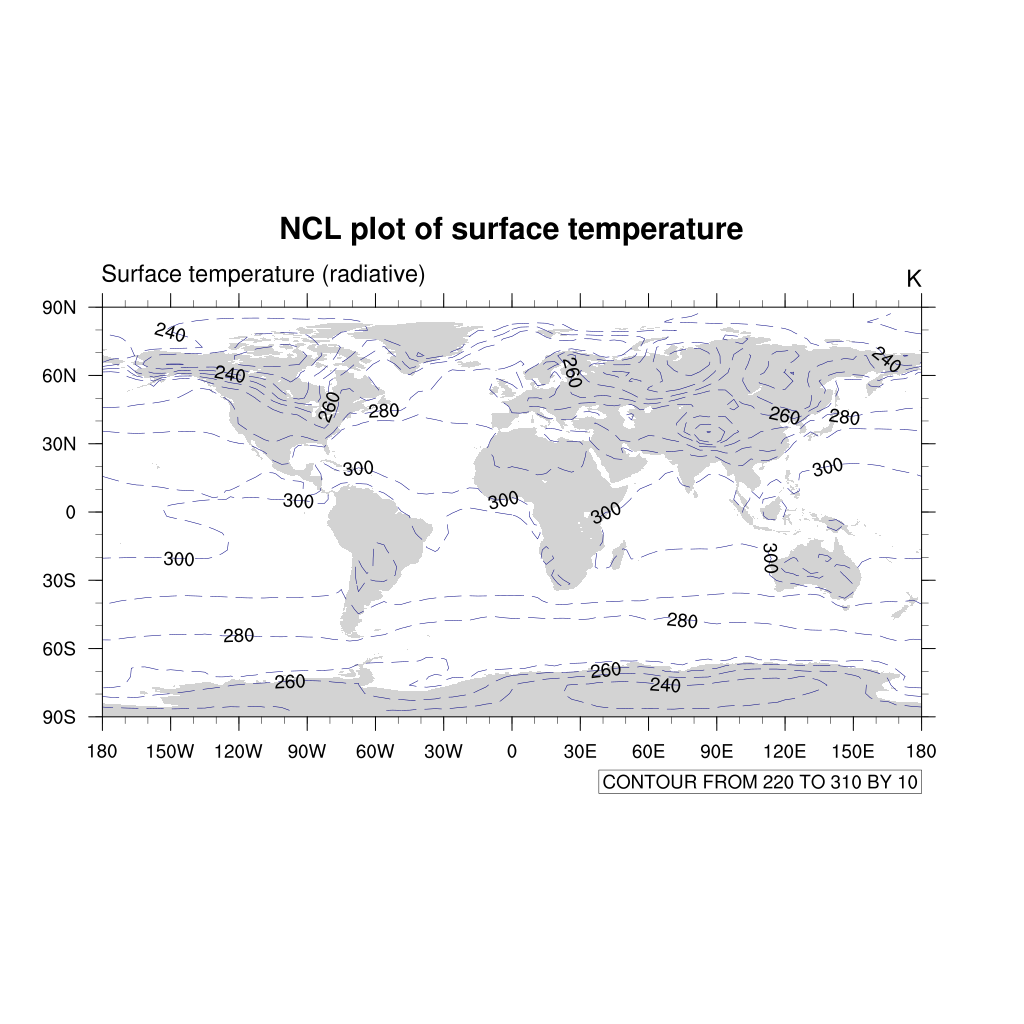 NCL plot of surface temperature
Surface temperature (radiative)
K
90N
60N
30N
0
30S
60S
90S
240
240
260
280
260
240
260
280
300
300
300
300
300
300
300
280
280
260
260
240
180 150W 120W 90W 60W 30W 0 30E 60E 90E 120E 150E 180
CONTOUR FROM 220 TO 310 BY 10